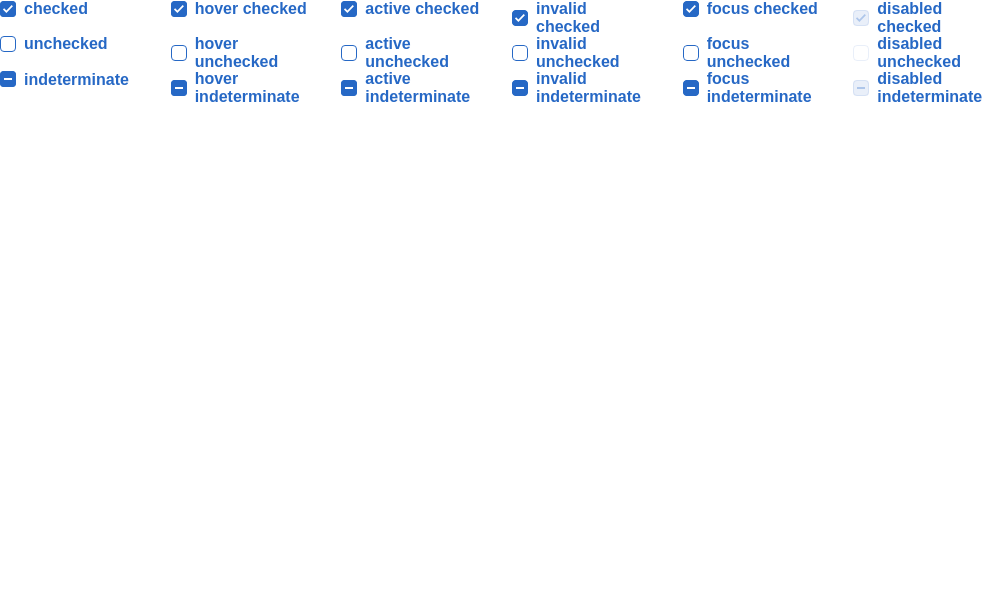 checked
hover checked
active checked
invalid
checked
focus checked
disabled
checked
unchecked
hover
unchecked
active
unchecked
invalid
unchecked
focus
unchecked
disabled
unchecked
indeterminate
hover
indeterminate
active
indeterminate
invalid
indeterminate
focus
indeterminate
disabled
indeterminate